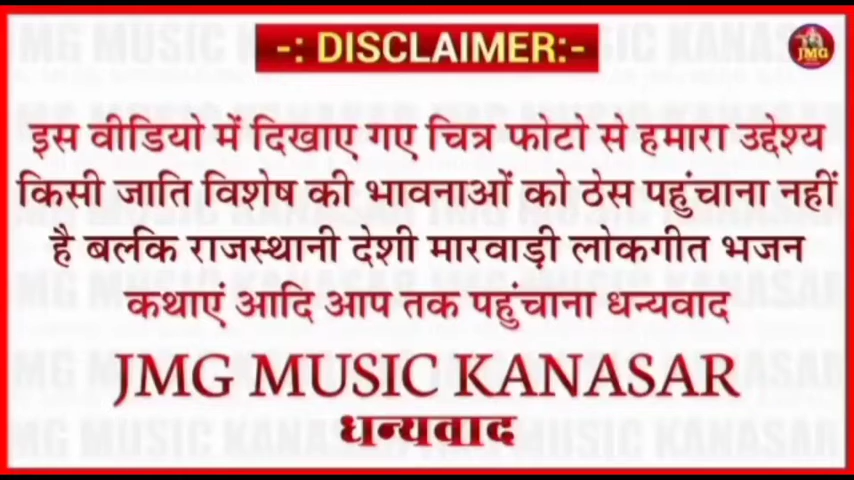 -: DISCLAIMER:-
JMG
इस वीडियो में दिखाए गए चित्र फोटो से हमारा उद्देश्य
किसी जाति विशेष की भावनाओं को ठेस पहुंचाना नहीं
है बल्कि राजस्थानी देशी मारवाड़ी लोकगीत भजन
कथाएं आदि आप तक पहुंचाना धन्यवाद
JMG MUSIC KANASAR
धन्यवाद